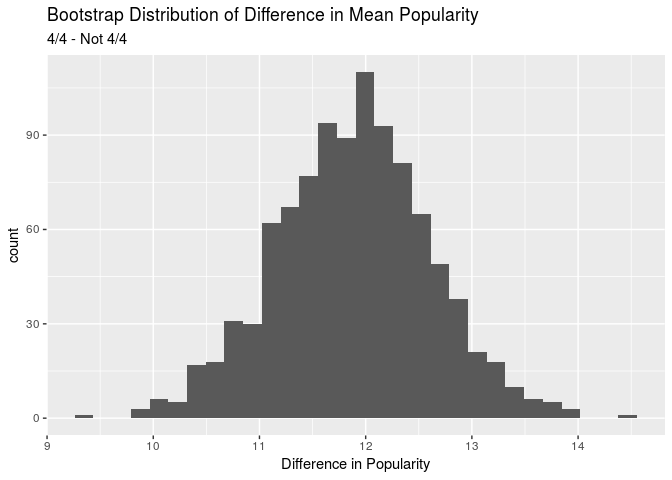 Bootstrap Distribution of Difference in Mean Popularity
4/4 - Not 4/4
90
60
30
0
count
9 10 11 12 13 14
Difference in Popularity